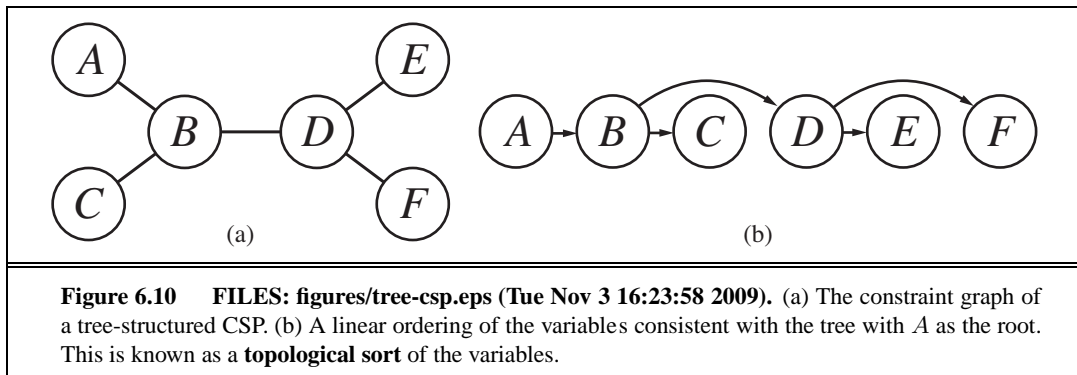 A
E
B
D
C
F
(a)
A B C D E F
(b)
Figure 6.10 FILES: figures/tree-csp.eps (Tue Nov 3 16:23:58 2009). (a) The constraint graph of
a tree-structured CSP. (b) A linear ordering of the variables consistent with the tree with A as the root.
This is known as a topological sort of the variables.